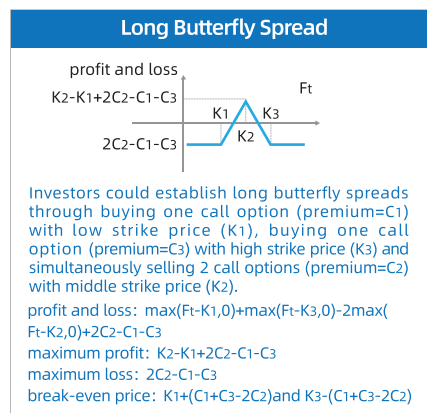 Long Butterfly Spread
profit and loss
Ft
K2-K1+2C2-C1-C3
K1
K3
K2
2C2-C1-C3
Investors could establish long butterfly spreads
through buying one call option (premium=C1)
with low strike price (K1), buying one call
option (premium=C3) with high strike price (K3) and
simultaneously selling 2 call options (premium=C2)
with middle strike price (K2).
profit and loss: max(Ft-K1,0)+max(Ft-K3,0)-2max(
Ft-K2,0)+2C2-C1-C3
maximum profit: K2-K1+2C2-C1-C3
maximum loss: 2C2-C1-C3
break-even price: K1+(C1+C3-2C2)and K3-(C1+C3-2C2)